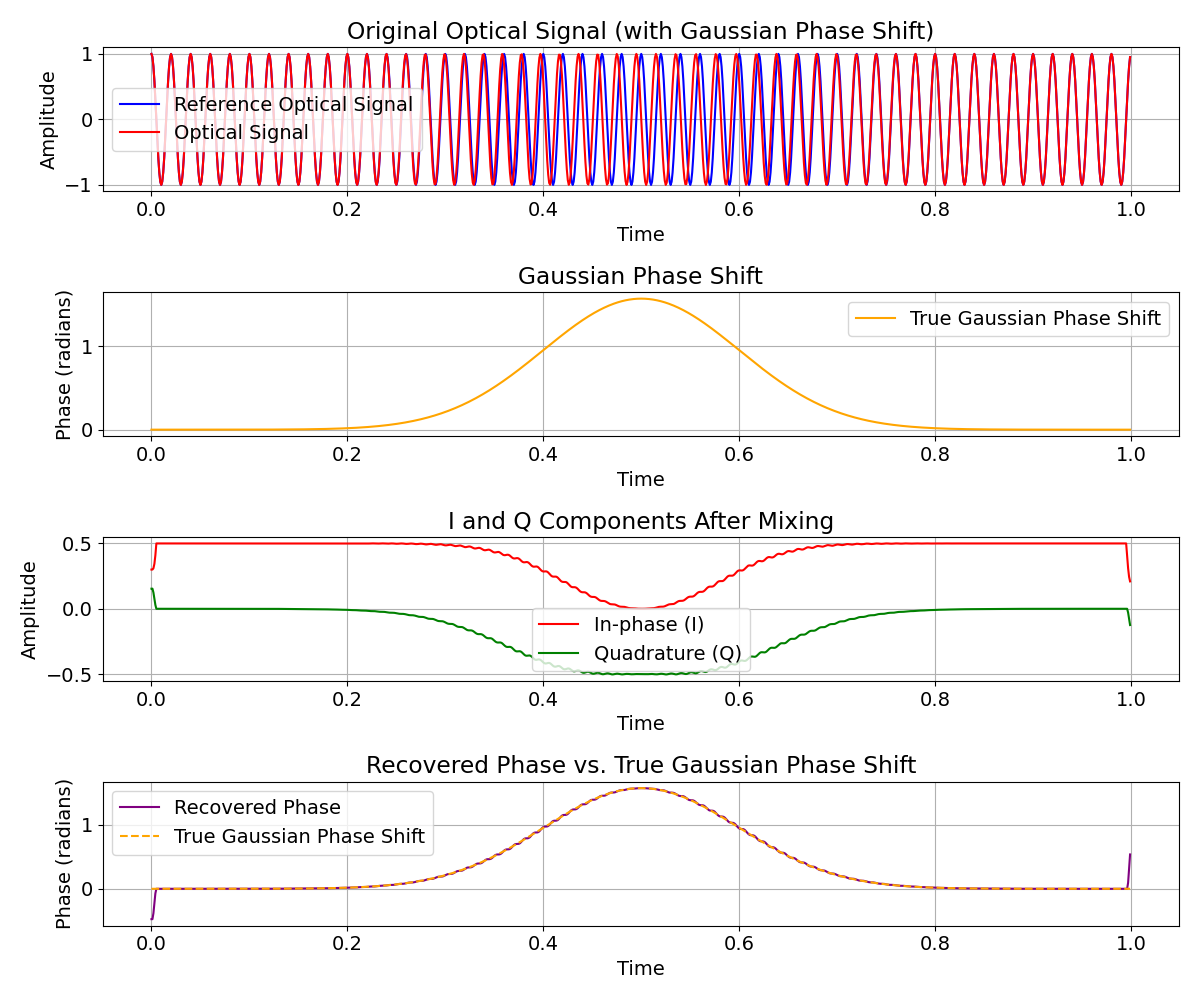 Original Optical Signal (with Gaussian Phase Shift)
Amplitude
1
0
−1
Reference Optical Signal
Optical Signal
0.0 0.2 0.4 0.6 0.8 1.0
Time
Gaussian Phase Shift
Phase (radians)
1
0
True Gaussian Phase Shift
0.0 0.2 0.4 0.6 0.8 1.0
Time
I and Q Components After Mixing
Amplitude
0.5
0.0
−0.5
In-phase (I)
Quadrature (Q)
0.0 0.2 0.4 0.6 0.8 1.0
Time
Recovered Phase vs. True Gaussian Phase Shift
Phase (radians)
1
0
Recovered Phase
True Gaussian Phase Shift
0.0 0.2 0.4 0.6 0.8 1.0
Time